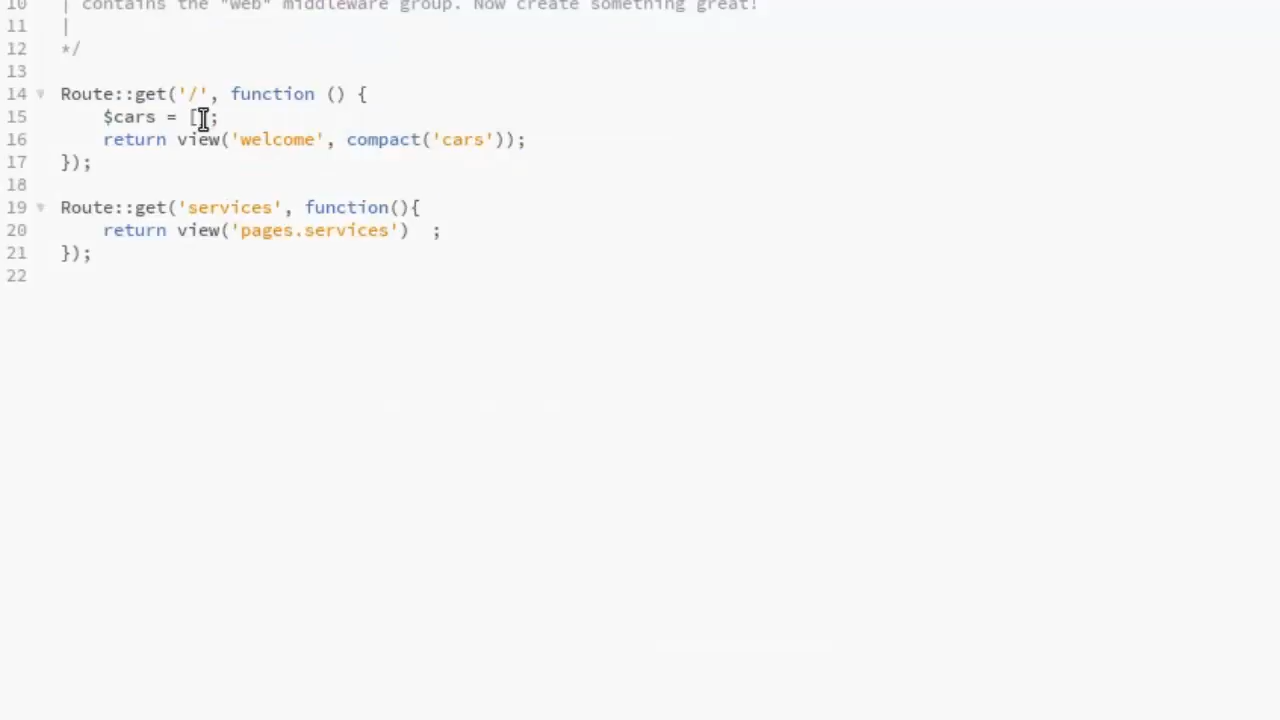 10 | contains the "web" middleware group. Now create something great!
11 |
12 */
13
14 Route::get('/', function () {
15 $cars = [];
16 return view('welcome', compact('cars'));
17 });
18
19 Route::get('services', function(){
20 return view('pages.services')  ;
21 });
22